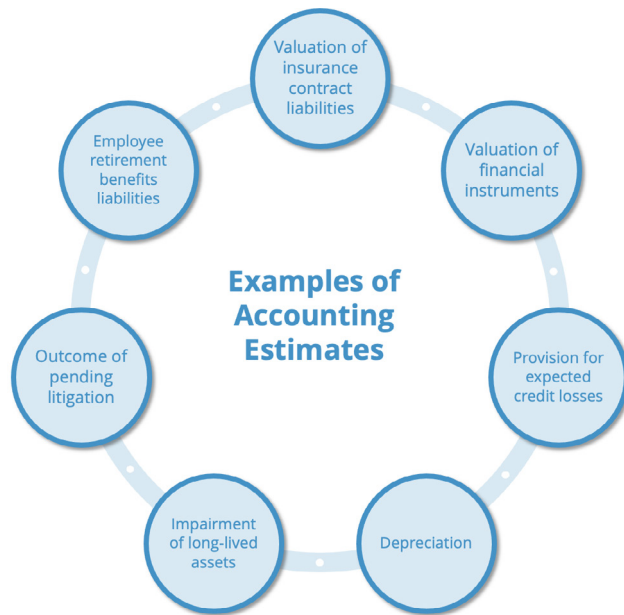 Valuation of
insurance
contract
liabilities
Valuation of
financial
instruments
Provision for
expected
credit losses
Depreciation
Impairment
of long-lived
assets
Outcome of
pending
litigation
Employee
retirement
benefits
liabilities
Examples of
Accounting
Estimates